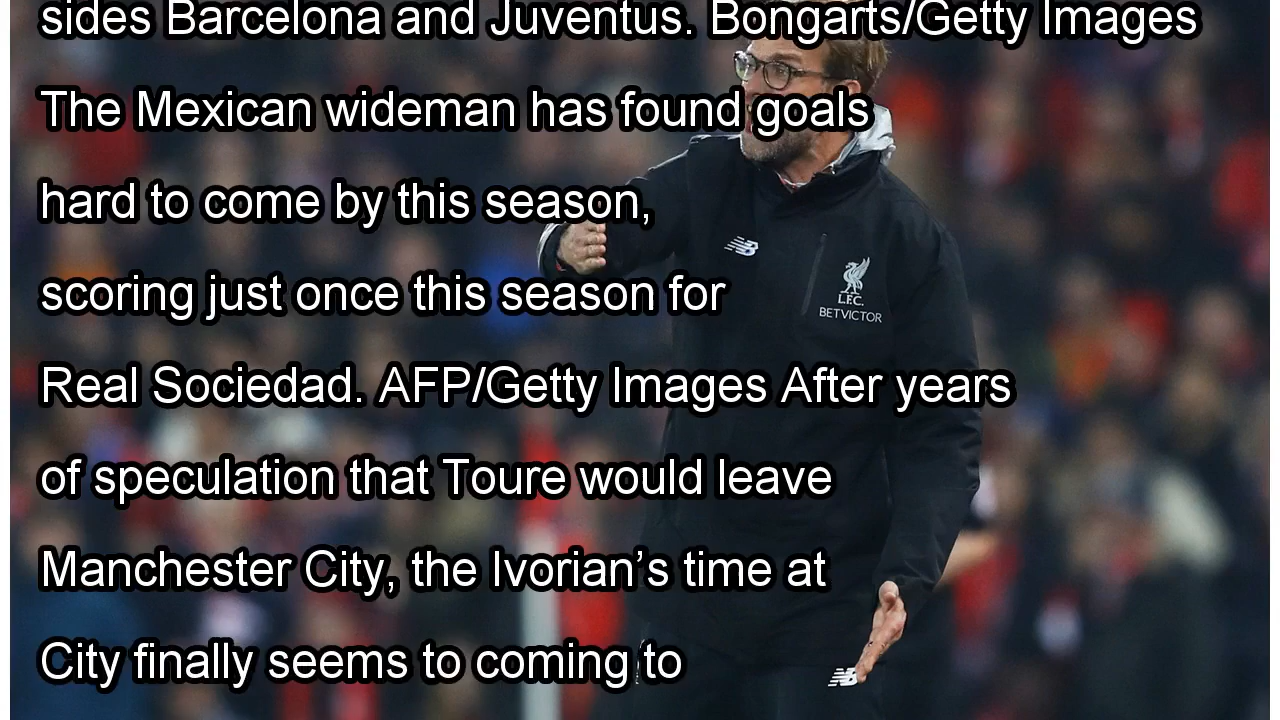 sides Barcelona and Juventus. Bongarts/Getty Images
The Mexican wideman has found goals
hard to come by this season,
scoring just once this season for
Real Sociedad. AFP/Getty Images After years
of speculation that Toure would leave
Manchester City, the Ivorian’s time at
City finally seems to coming to
L.F.C.
BETVICTOR